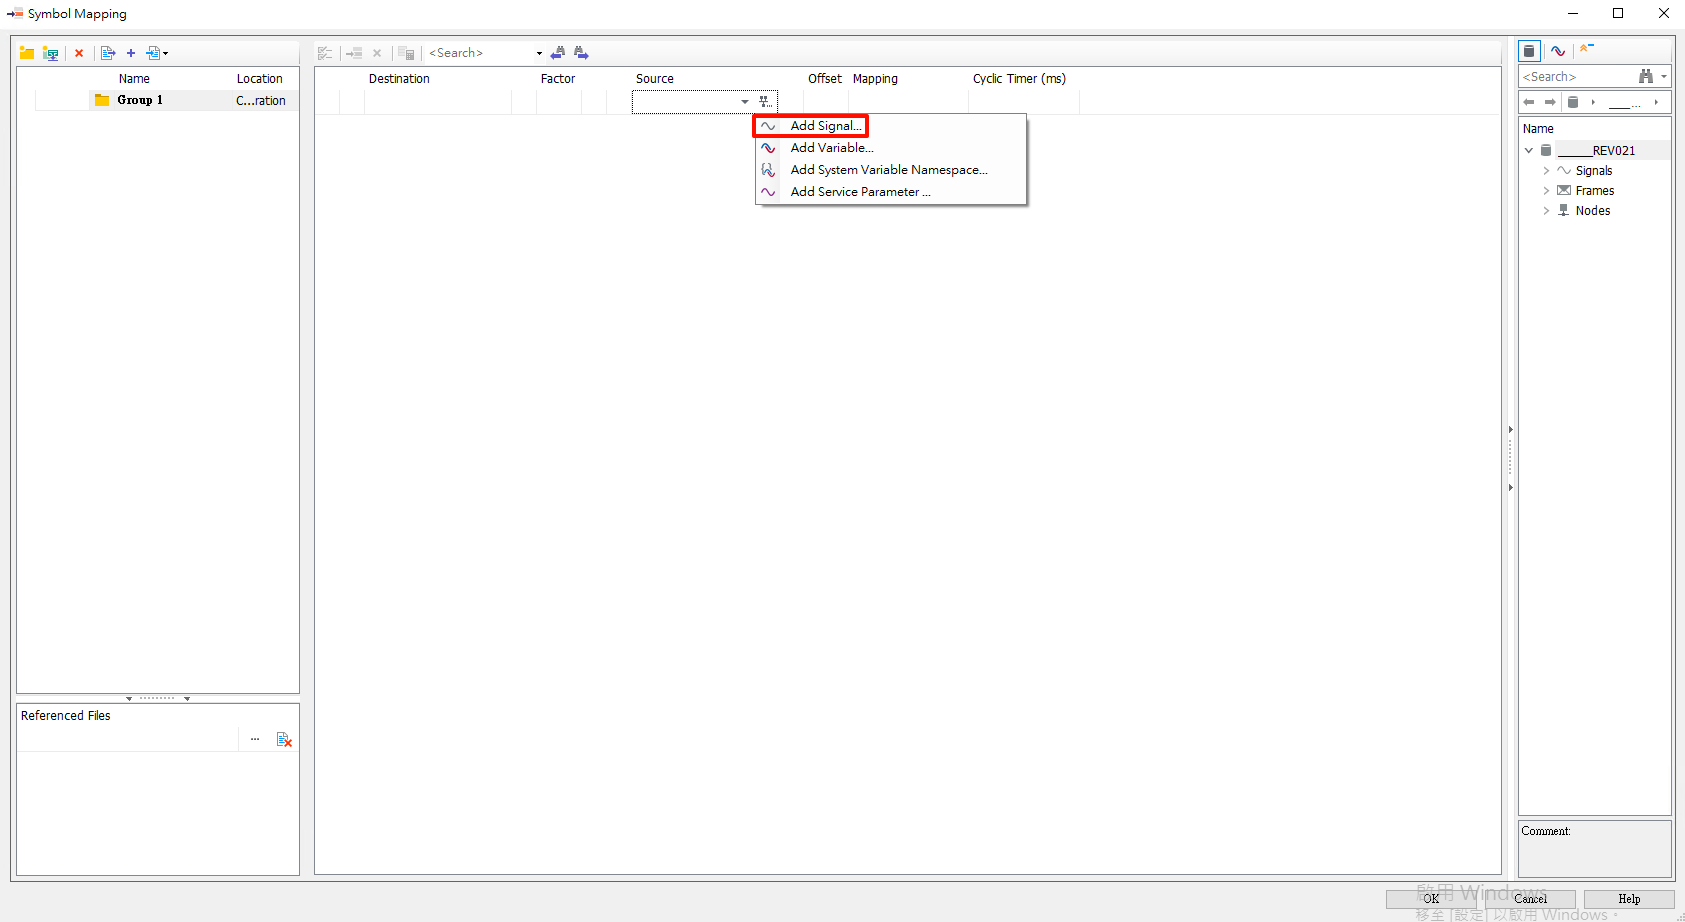 Symbol Mapping
<Search>
Name
Location
Destination
Factor
Source
Offset
Mapping
Cyclic Timer (ms)
<Search>
Group 1
C...ration
___...
Add Signal...
Add Variable...
Add System Variable Namespace...
Add Service Parameter ...
Name
______REV021
Signals
Frames
Nodes
Referenced Files
...
Comment:
啟用 Windows
OK
Cancel
Help
移至 [設定] 以啟用 Windows。